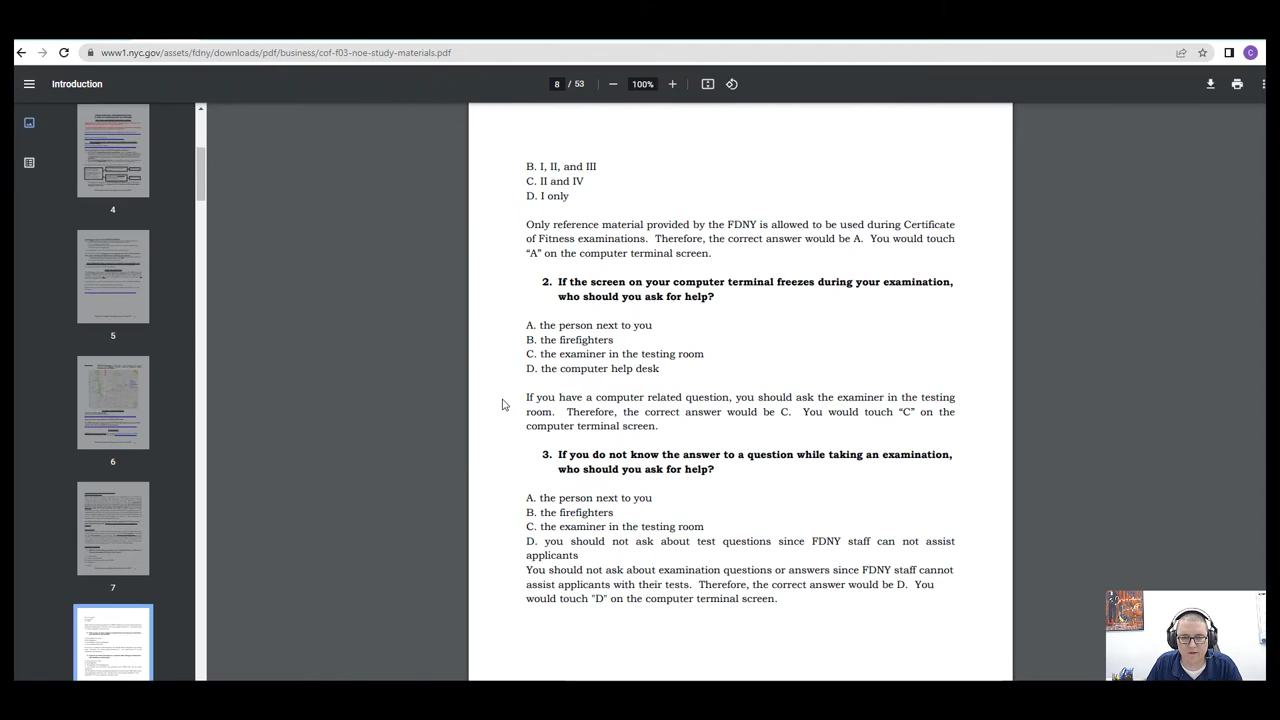 www1.nyc.gov/assets/fdny/downloads/pdf/business/cof-f03-noe-study-materials.pdf
C
Introduction
8 / 53
100%
4
5
6
7
B. I, II, and III
C. II and IV
D. I only
Only reference material provided by the FDNY is allowed to be used during Certificate
of Fitness examinations. Therefore, the correct answer would be A. You would touch
“A” on the computer terminal screen.
2. If the screen on your computer terminal freezes during your examination,
who should you ask for help?
A. the person next to you
B. the firefighters
C. the examiner in the testing room
D. the computer help desk
If you have a computer related question, you should ask the examiner in the testing
room. Therefore, the correct answer would be C. You would touch “C” on the
computer terminal screen.
3. If you do not know the answer to a question while taking an examination,
who should you ask for help?
A. the person next to you
B. the firefighters
C. the examiner in the testing room
D. you should not ask about test questions since FDNY staff can not assist
applicants
You should not ask about examination questions or answers since FDNY staff cannot
assist applicants with their tests. Therefore, the correct answer would be D. You
would touch "D" on the computer terminal screen.